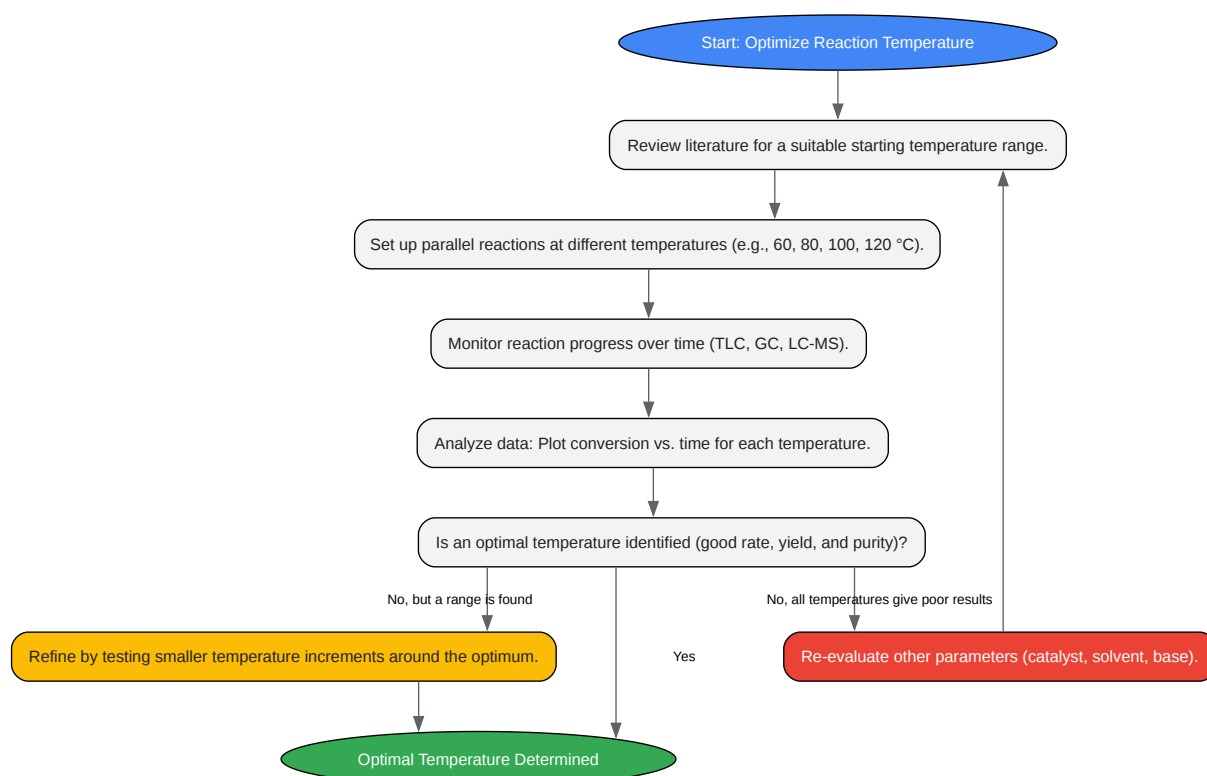 Start: Optimize Reaction Temperature
Review literature for a suitable starting temperature range.
Set up parallel reactions at different temperatures (e.g., 60, 80, 100, 120 °C).
Monitor reaction progress over time (TLC, GC, LC-MS).
Analyze data: Plot conversion vs. time for each temperature.
Is an optimal temperature identified (good rate, yield, and purity)?
No, but a range is found
No, all temperatures give poor results
Refine by testing smaller temperature increments around the optimum.
Yes
Re-evaluate other parameters (catalyst, solvent, base).
Optimal Temperature Determined